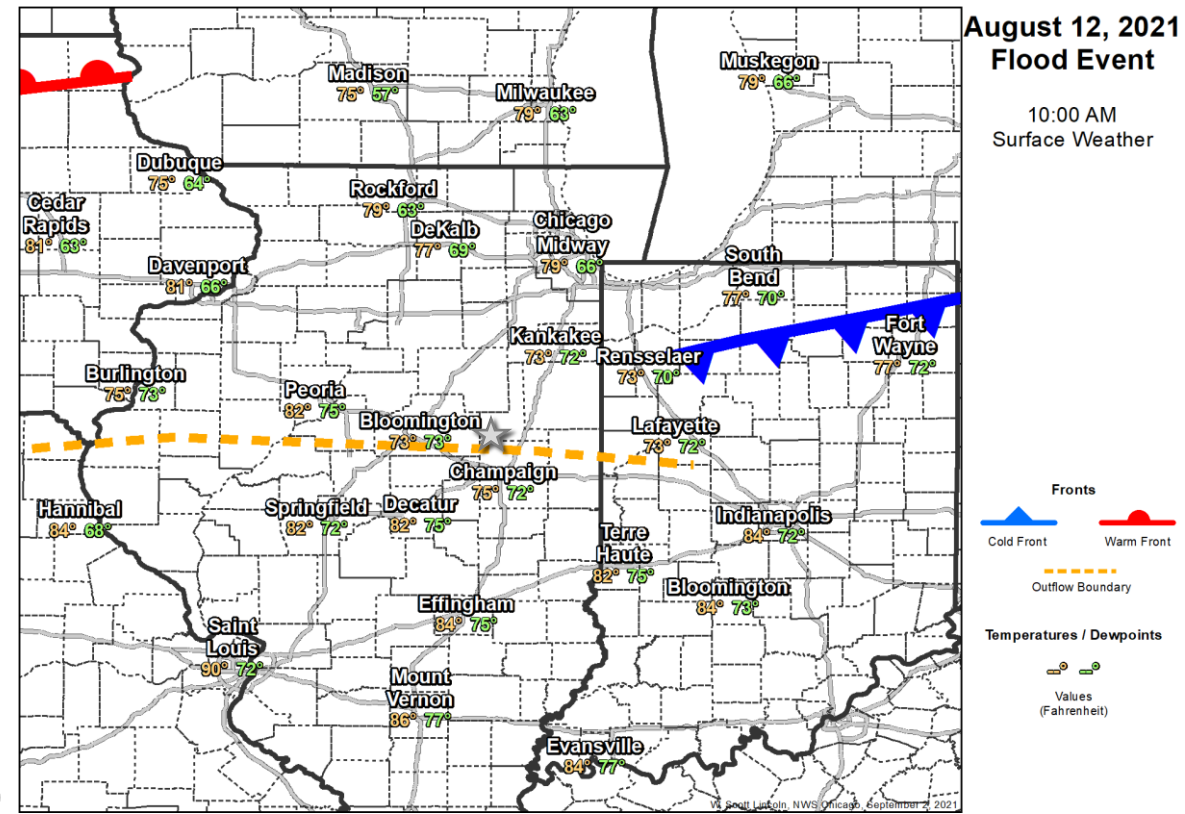 August 12, 2021
Flood Event
10:00 AM
Surface Weather
Madison
75° 57°
Milwaukee
79° 63°
Muskegon
79° 66°
Dubuque
75° 64°
Rockford
79° 63°
Cedar
Rapids
81° 63°
DeKalb
77° 69°
Chicago
Midway
79° 66°
Davenport
81° 66°
South
Bend
77° 70°
Kankakee
73° 72°
Rensselaer
73° 70°
Fort
Wayne
77° 72°
Burlington
75° 73°
Peoria
82° 75°
Bloomington
73° 73°
Lafayette
73° 72°
Champaign
75° 72°
Hannibal
84° 68°
Springfield
82° 72°
Decatur
82° 75°
Indianapolis
84° 72°
Terre
Haute
82° 75°
Bloomington
84° 73°
Effingham
84° 75°
Saint
Louis
90° 72°
Mount
Vernon
86° 77°
Evansville
84° 77°
Fronts
Cold Front
Warm Front
Outflow Boundary
Temperatures / Dewpoints
Values
(Fahrenheit)
W. Scott Lincoln, NWS Chicago, September 2, 2021